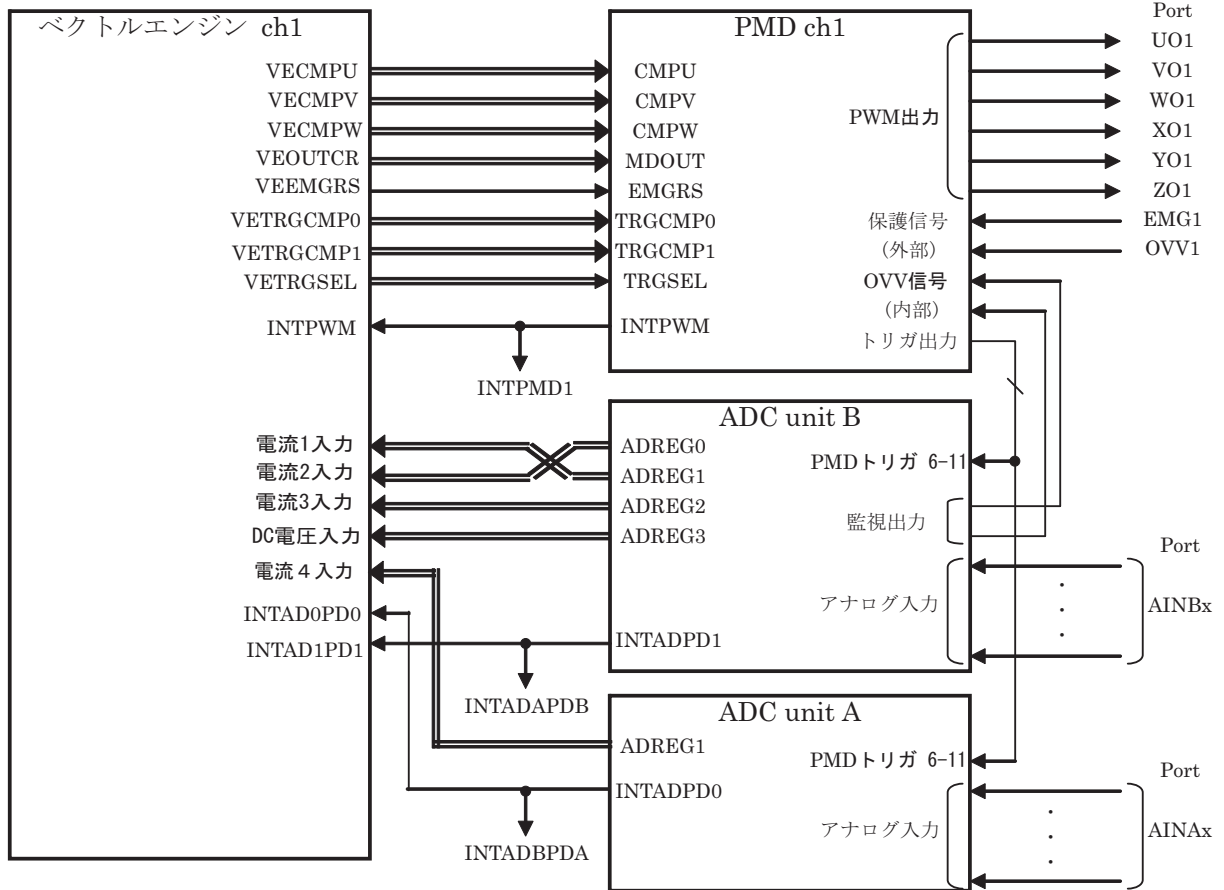 ベクトルエンジン ch1
VECMPU
VECMPV
VECMPW
VEOUTCR
VEEMGRS
VETRGCMP0
VETRGCMP1
VETRGSEL
INTPWM
電流1入力
電流2入力
電流3入力
DC電圧入力
電流４入力
INTAD0PD0
INTAD1PD1
INTPMD1
INTADAPDB
INTADBPDA
PMD ch1
CMPU
CMPV
CMPW
MDOUT
EMGRS
TRGCMP0
TRGCMP1
TRGSEL
INTPWM
PWM出力
保護信号
(外部)
OVV信号
(内部)
トリガ出力
Port
UO1
VO1
WO1
XO1
YO1
ZO1
EMG1
OVV1
ADC unit B
ADREG0
ADREG1
ADREG2
ADREG3
INTADPD1
PMDトリガ 6-11
監視出力
アナログ入力
Port
AINBx
ADC unit A
ADREG1
INTADPD0
PMDトリガ 6-11
アナログ入力
Port
AINAx